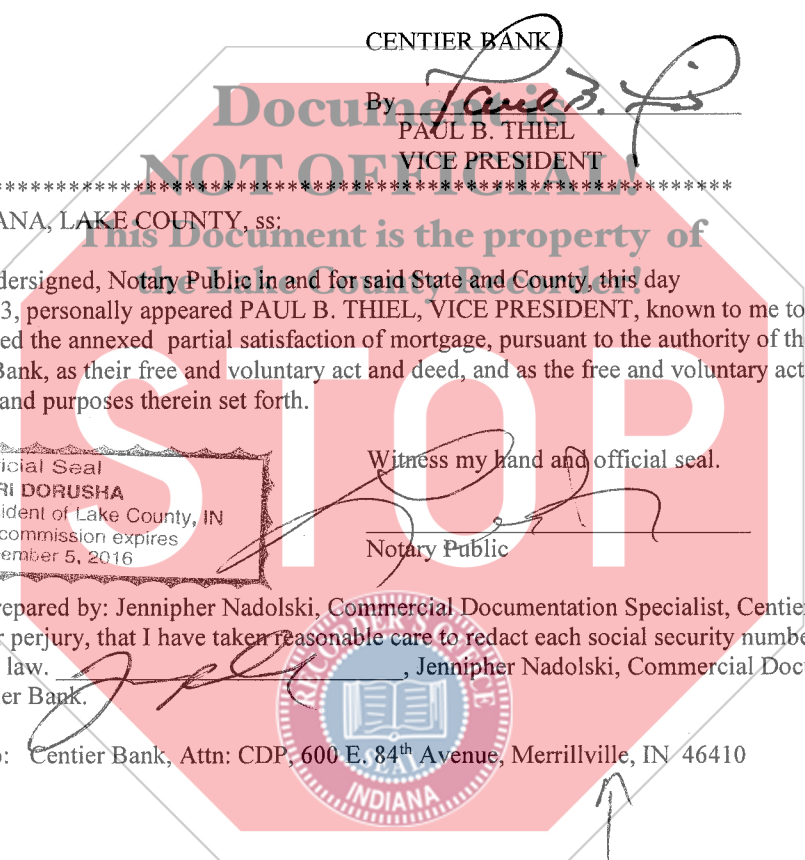 CENTIER BANK
By Paul B.
PAUL B. THIEL
VICE PRESIDENT
Document is
NOT OFFICIAL!
This Document is the property of
the Lake County Recorder!
STOP
************************************************************
ANA, LAKE COUNTY, ss:
dersigned, Notary Public in and for said State and County, this day
3, personally appeared PAUL B. THIEL, VICE PRESIDENT, known to me to
ed the annexed partial satisfaction of mortgage, pursuant to the authority of th
Bank, as their free and voluntary act and deed, and as the free and voluntary act
and purposes therein set forth.
icial Seal
RI DORUSHA
ident of Lake County, IN
commission expires
ember 5, 2016
Witness my hand and official seal.
Notary Public
repared by: Jennipher Nadolski, Commercial Documentation Specialist, Centier
r perjury, that I have taken reasonable care to redact each social security numbe
law. , Jennipher Nadolski, Commercial Doc
er Bank.
RECORDER'S OFFICE
SEAL
INDIANA
o: Centier Bank, Attn: CDP, 600 E. 84th Avenue, Merrillville, IN 46410